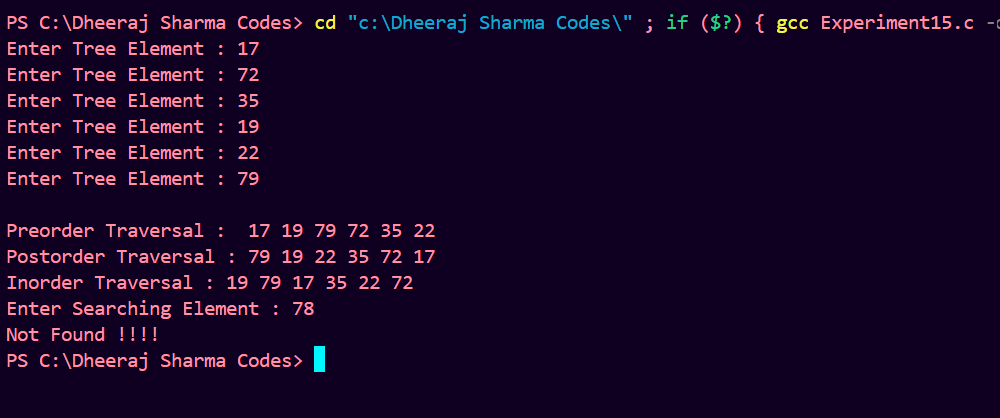 PS C:\Dheeraj Sharma Codes> cd "c:\Dheeraj Sharma Codes\" ; if ($?) { gcc Experiment15.c -o
Enter Tree Element : 17
Enter Tree Element : 72
Enter Tree Element : 35
Enter Tree Element : 19
Enter Tree Element : 22
Enter Tree Element : 79
Preorder Traversal :  17 19 79 72 35 22
Postorder Traversal : 79 19 22 35 72 17
Inorder Traversal : 19 79 17 35 22 72
Enter Searching Element : 78
Not Found !!!!
PS C:\Dheeraj Sharma Codes>